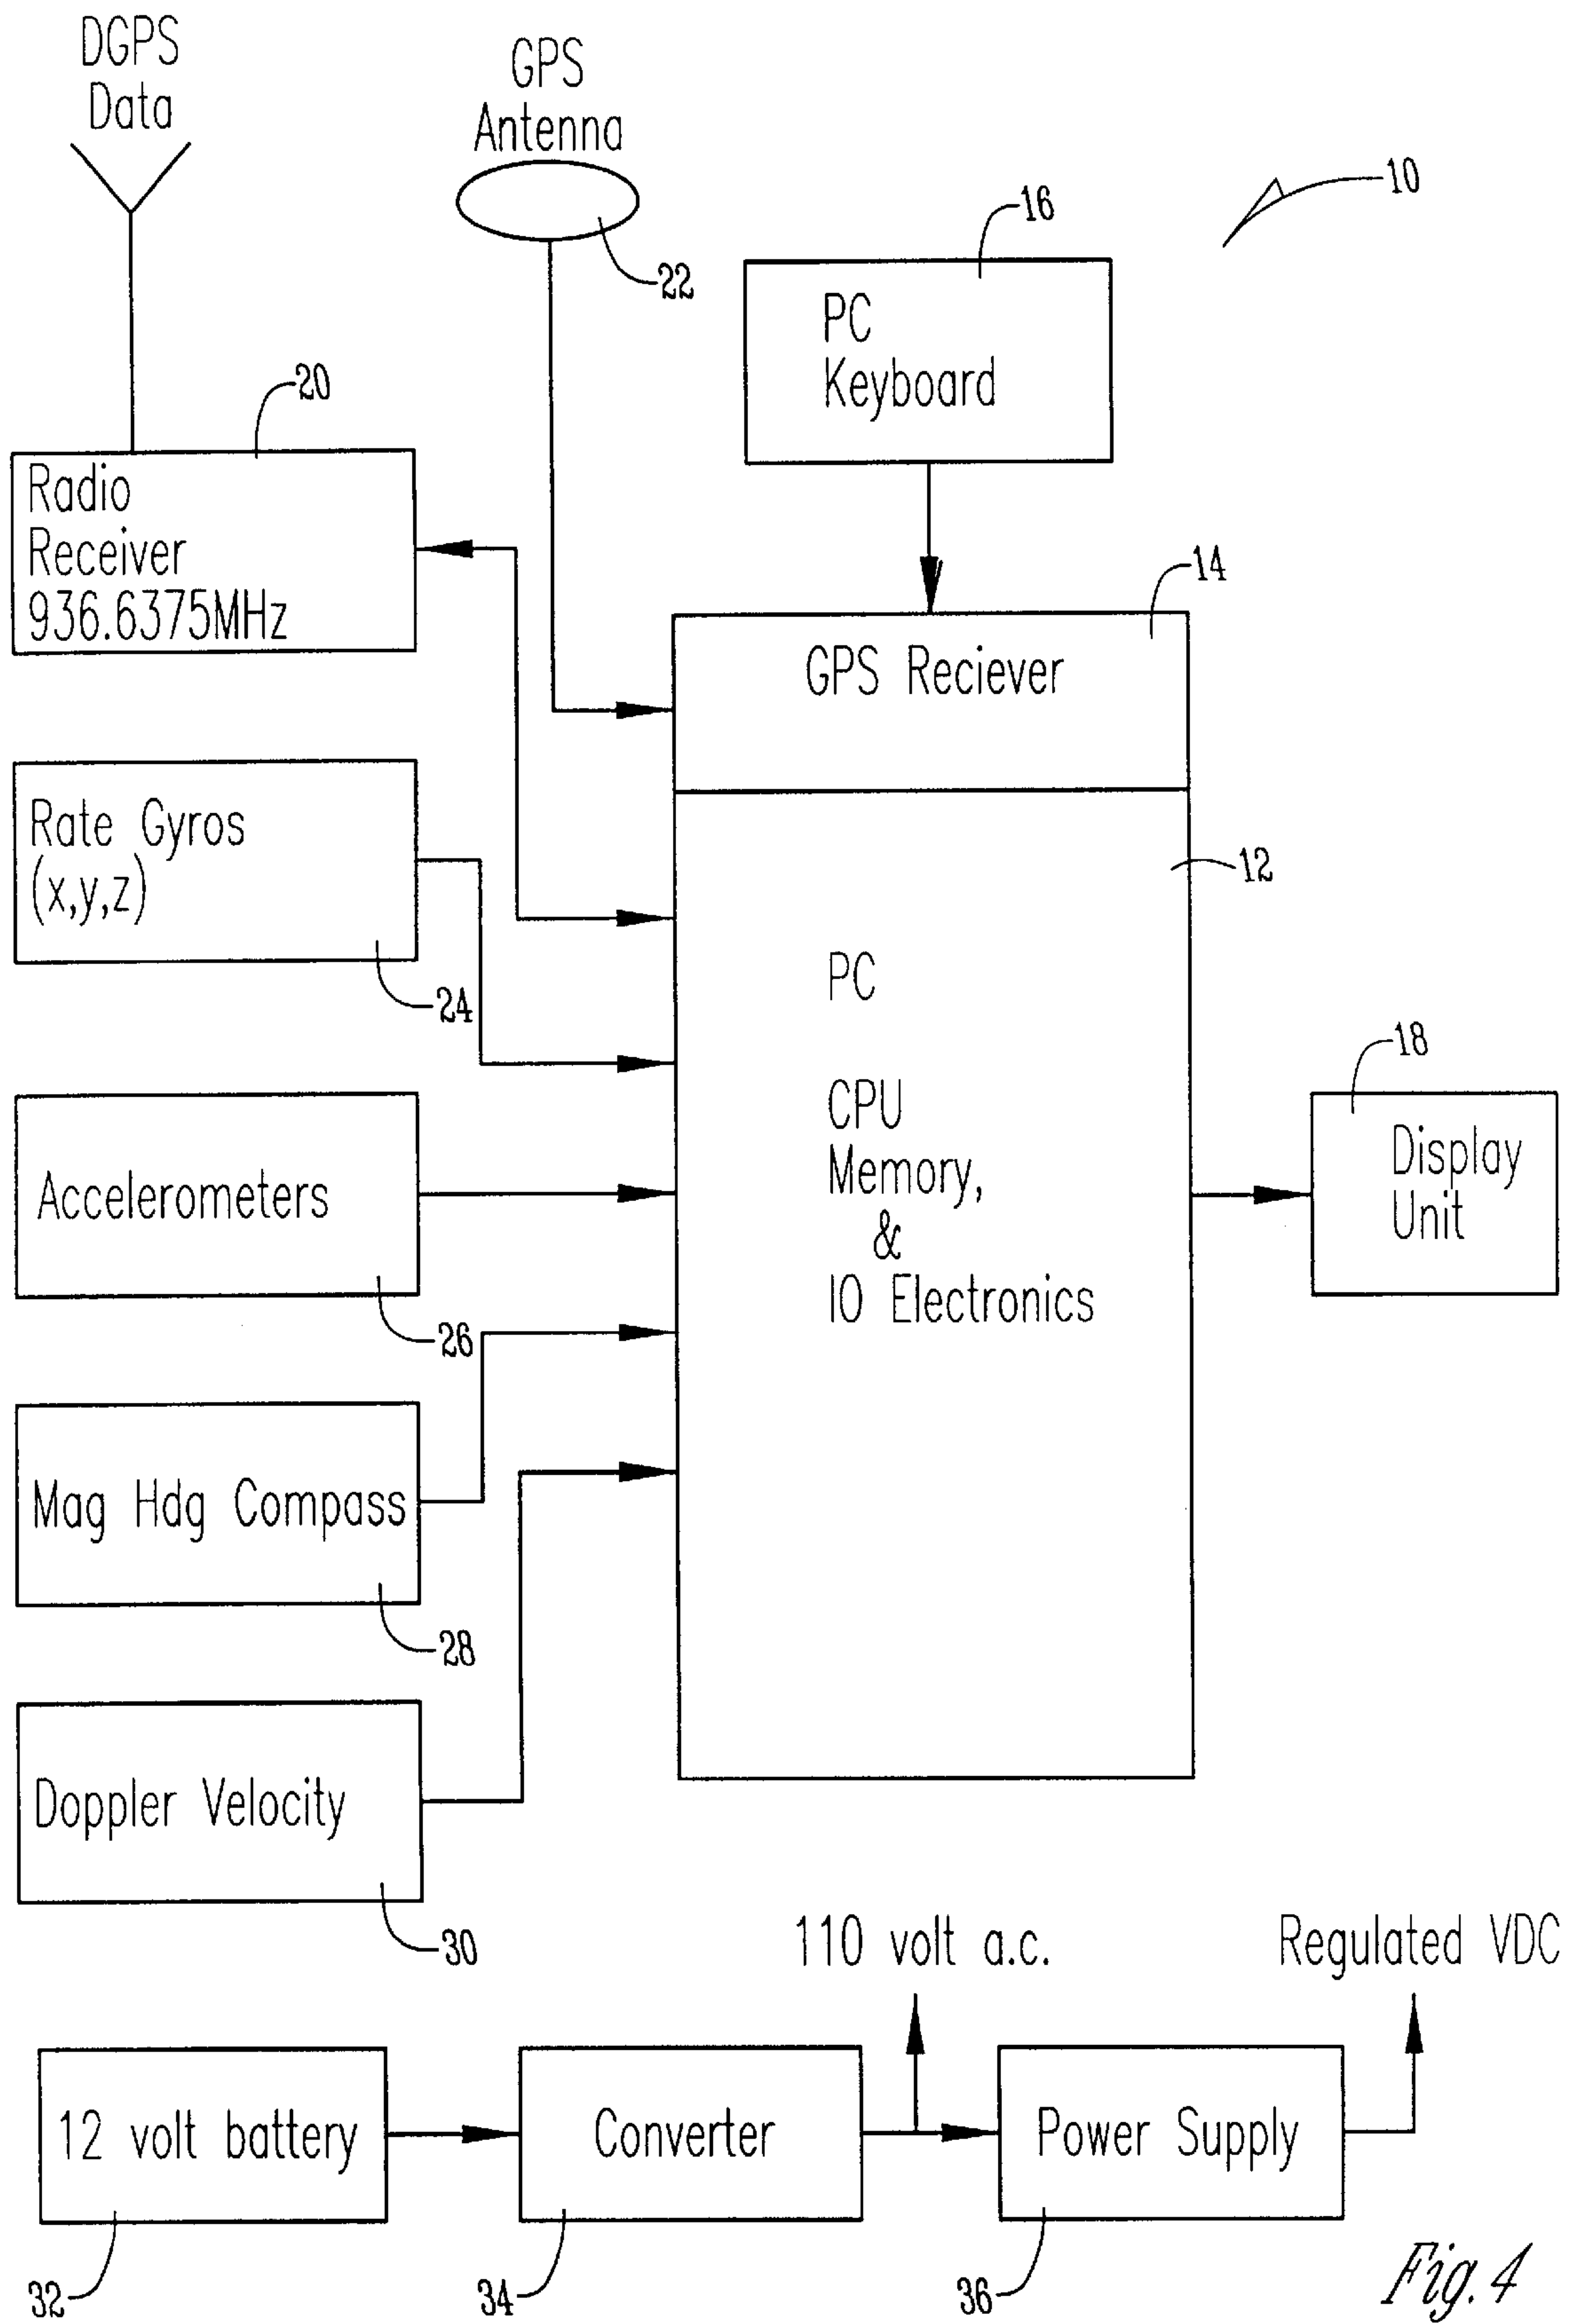 DGPS
Data
GPS
Antenna
10
16
22
PC
Keyboard
20
Radio
Receiver
936.6375MHz
14
GPS Reciever
Rate Gyros
(x,y,z)
12
24
PC
CPU
Memory,
&
IO Electronics
18
Display
Unit
Accelerometers
26
Mag Hdg Compass
28
Doppler Velocity
30
110 volt a.c.
Regulated VDC
12 volt battery
Converter
Power Supply
32
34
36
Fig. 4